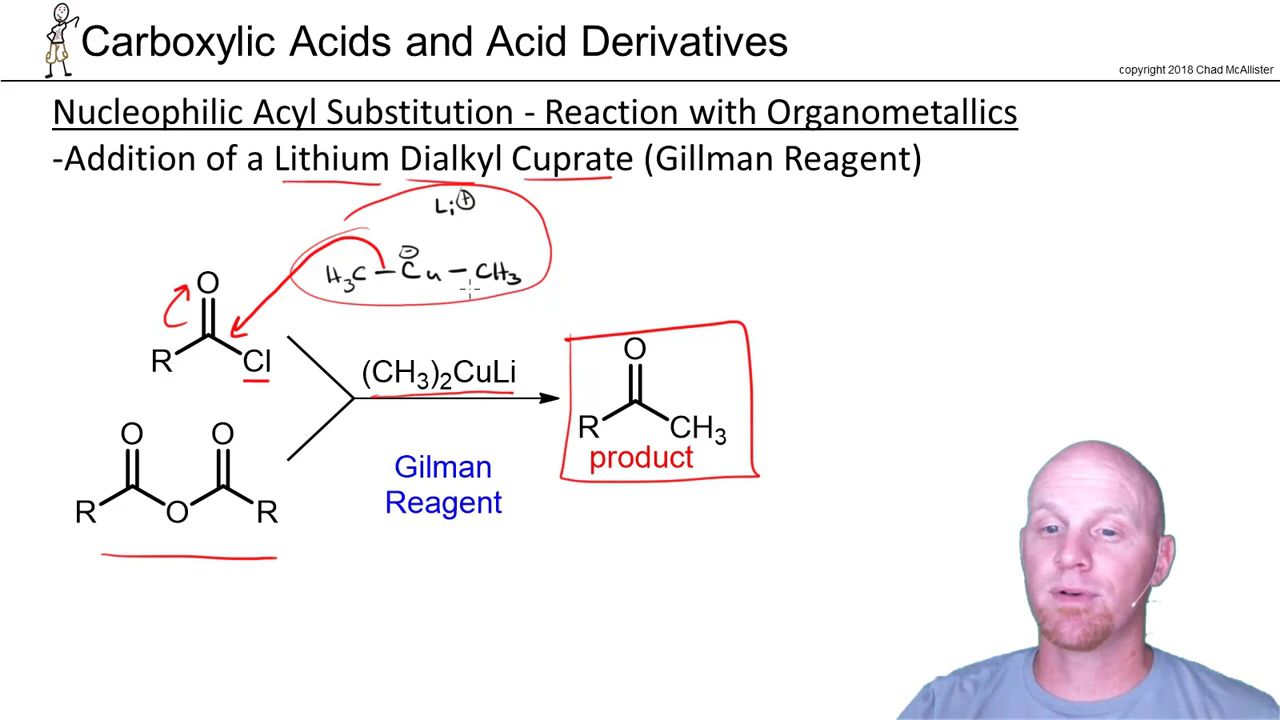 Carboxylic Acids and Acid Derivatives
copyright 2018 Chad McAllister
Nucleophilic Acyl Substitution - Reaction with Organometallics
-Addition of a Lithium Dialkyl Cuprate (Gillman Reagent)
Li⊕
⊖
H₃C – Cu – CH₃
O
R Cl
(CH₃)₂CuLi
O
R CH₃
product
O O
R O R
Gilman
Reagent